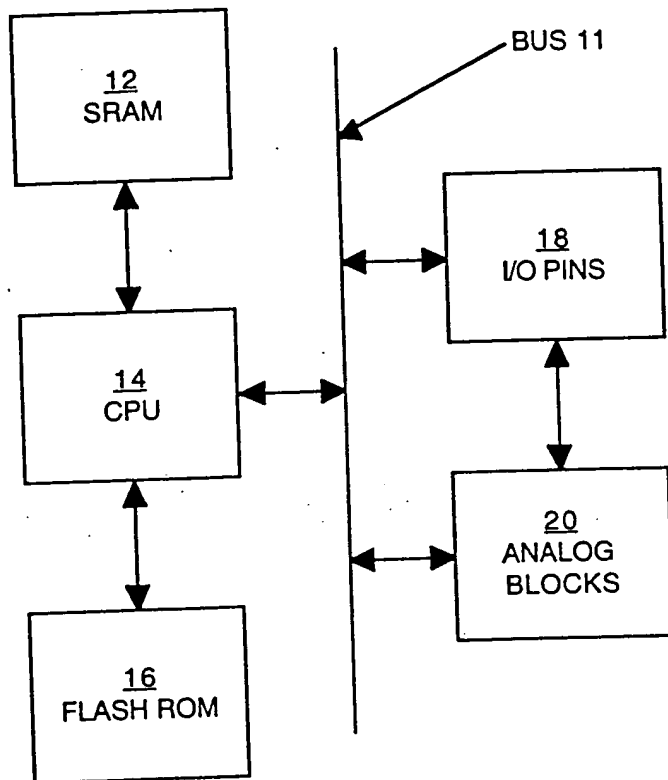 BUS 11
12
SRAM
18
I/O PINS
14
CPU
20
ANALOG
BLOCKS
16
FLASH ROM